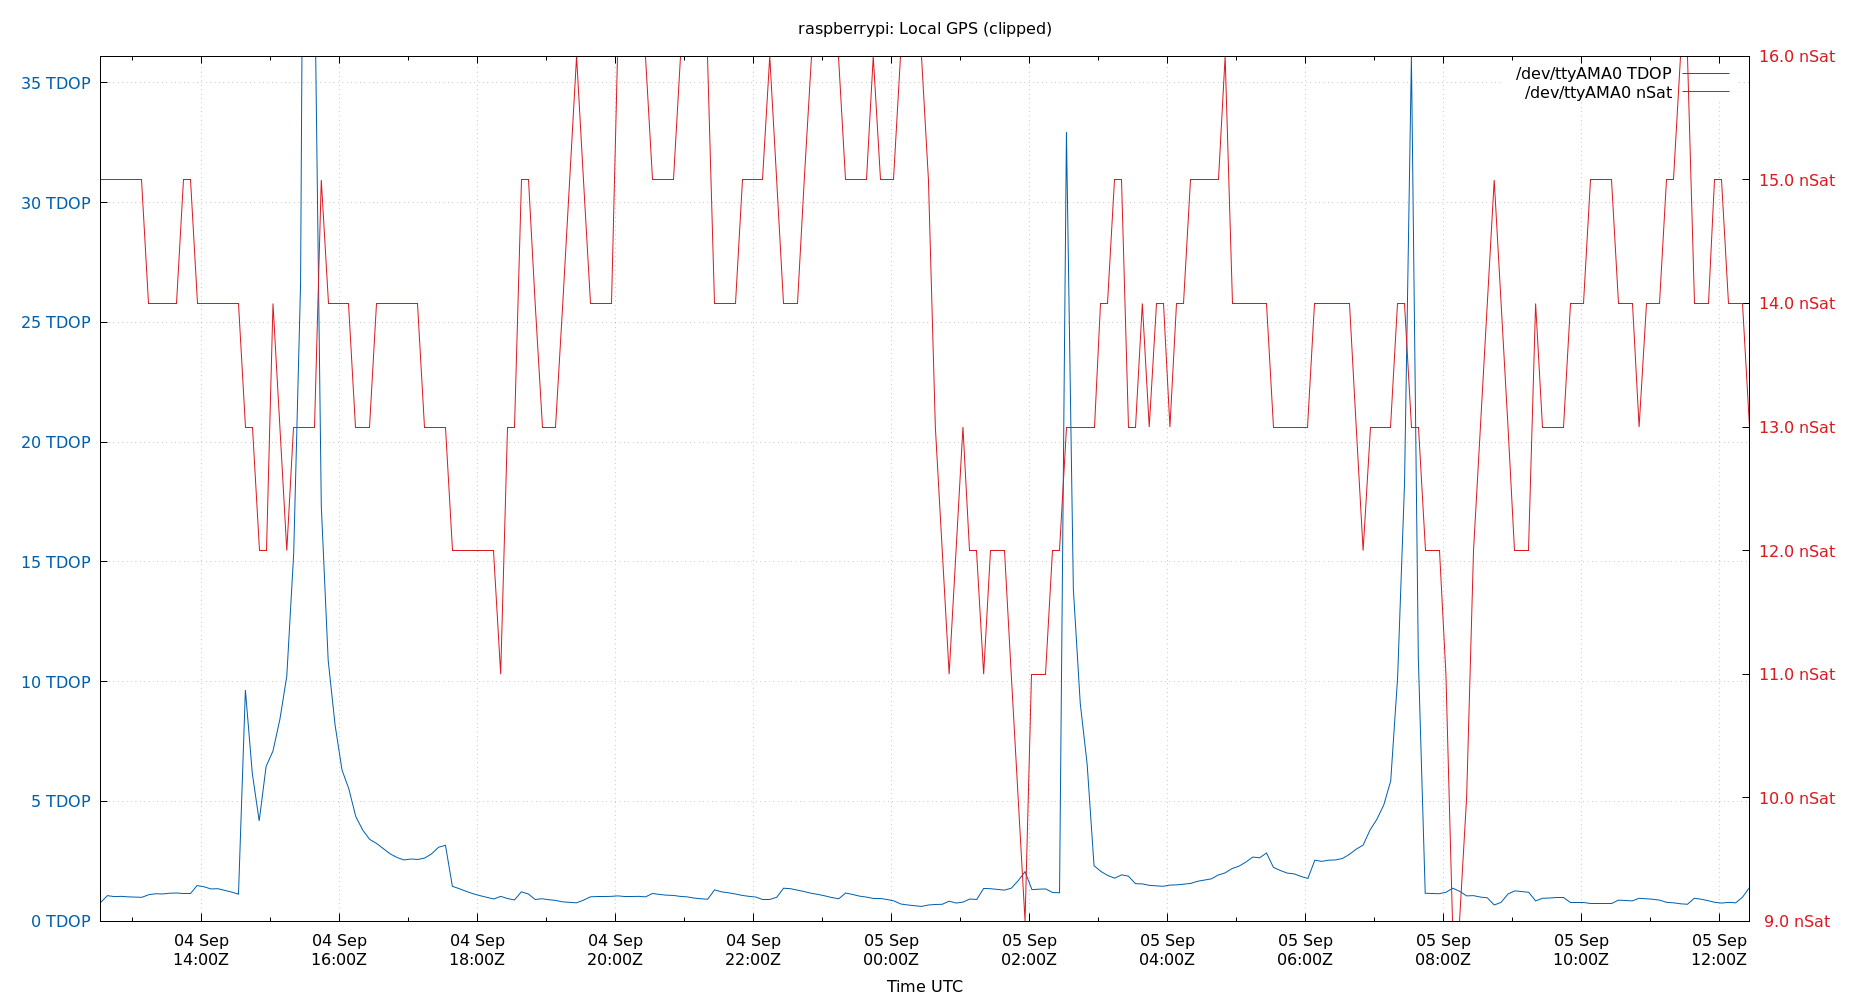 raspberrypi: Local GPS (clipped)
/dev/ttyAMA0 TDOP
/dev/ttyAMA0 nSat
35 TDOP
30 TDOP
25 TDOP
20 TDOP
15 TDOP
10 TDOP
5 TDOP
0 TDOP
16.0 nSat
15.0 nSat
14.0 nSat
13.0 nSat
12.0 nSat
11.0 nSat
10.0 nSat
9.0 nSat
04 Sep
14:00Z
04 Sep
16:00Z
04 Sep
18:00Z
04 Sep
20:00Z
04 Sep
22:00Z
05 Sep
00:00Z
05 Sep
02:00Z
05 Sep
04:00Z
05 Sep
06:00Z
05 Sep
08:00Z
05 Sep
10:00Z
05 Sep
12:00Z
Time UTC